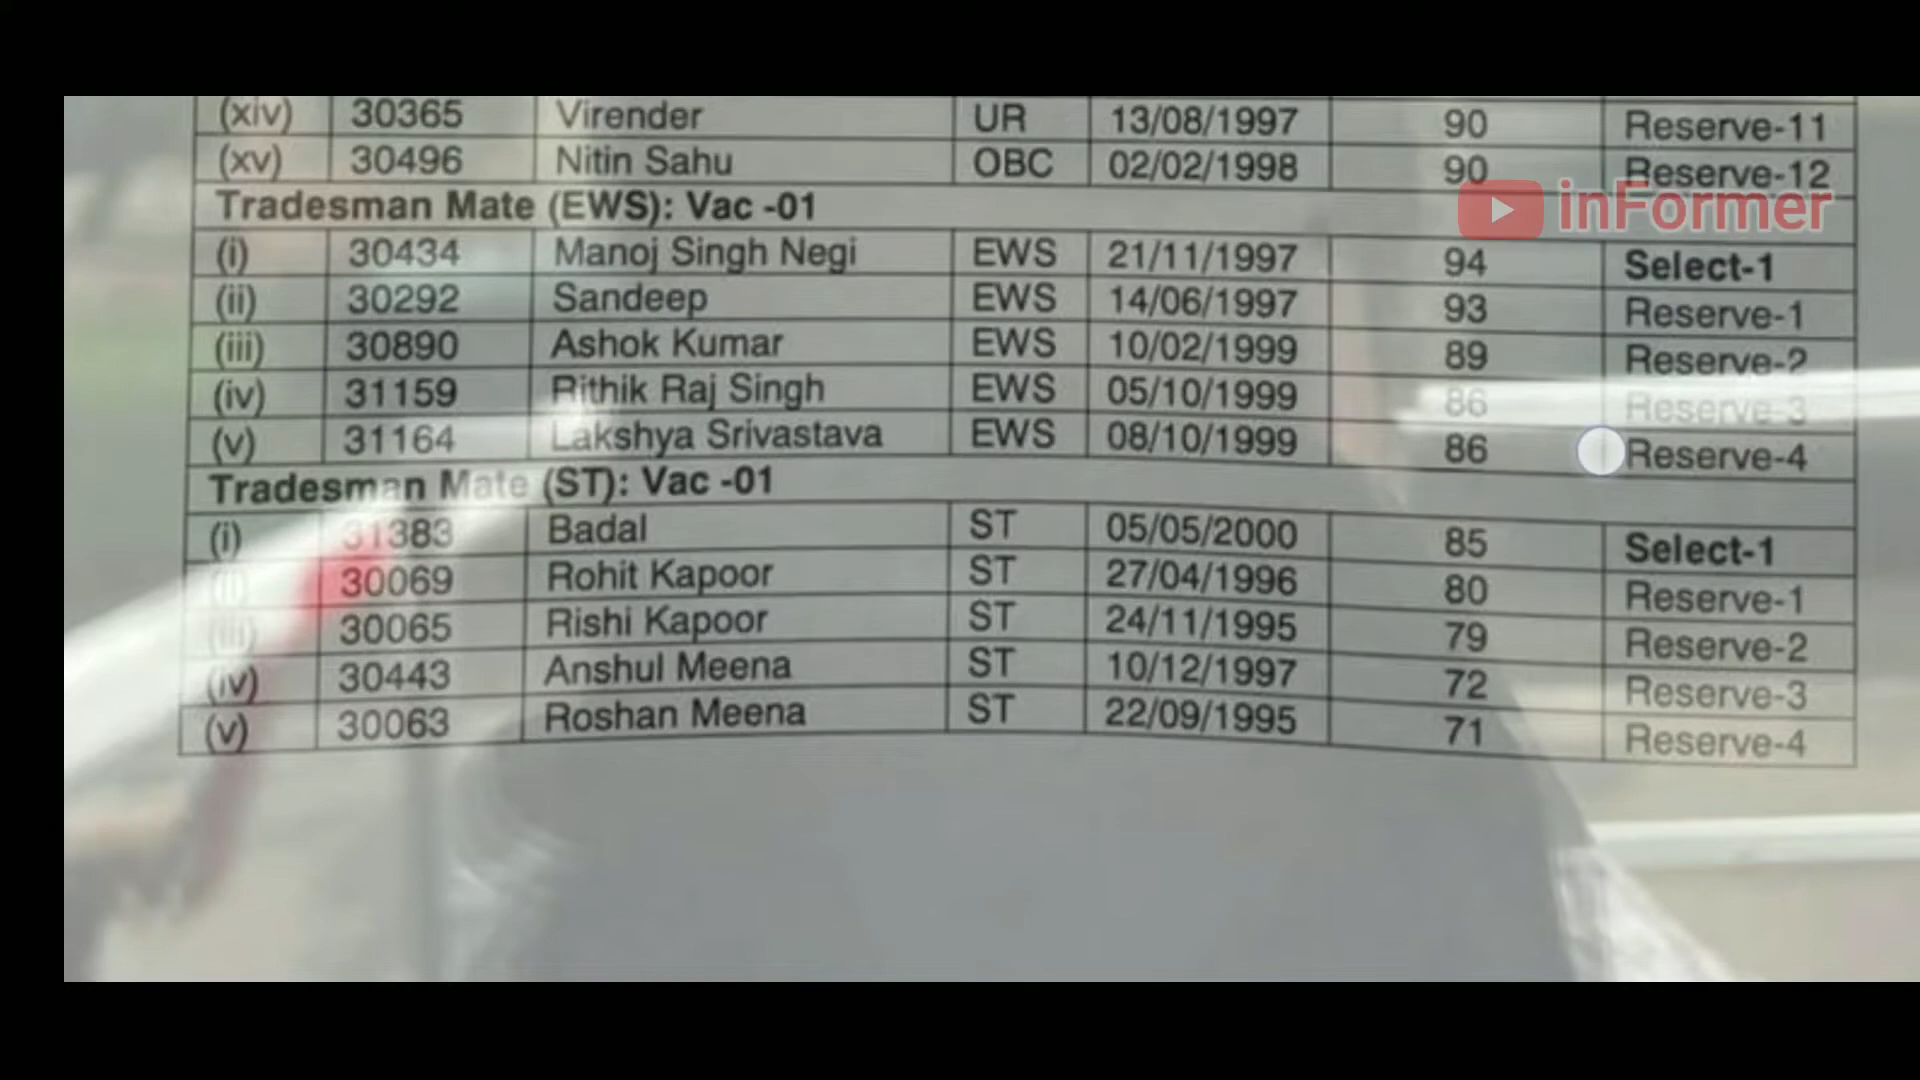 (xiv) 30365 Virender UR 13/08/1997 90 Reserve-11
(xv) 30496 Nitin Sahu OBC 02/02/1998 90 Reserve-12
Tradesman Mate (EWS): Vac -01
inFormer
(i) 30434 Manoj Singh Negi EWS 21/11/1997 94 Select-1
(ii) 30292 Sandeep EWS 14/06/1997 93 Reserve-1
(iii) 30890 Ashok Kumar EWS 10/02/1999 89 Reserve-2
(iv) 31159 Rithik Raj Singh EWS 05/10/1999 86 Reserve-3
(v) 31164 Lakshya Srivastava EWS 08/10/1999 86 Reserve-4
Tradesman Mate (ST): Vac -01
(i) 31383 Badal ST 05/05/2000 85 Select-1
(ii) 30069 Rohit Kapoor ST 27/04/1996 80 Reserve-1
(iii) 30065 Rishi Kapoor ST 24/11/1995 79 Reserve-2
(iv) 30443 Anshul Meena ST 10/12/1997 72 Reserve-3
(v) 30063 Roshan Meena ST 22/09/1995 71 Reserve-4